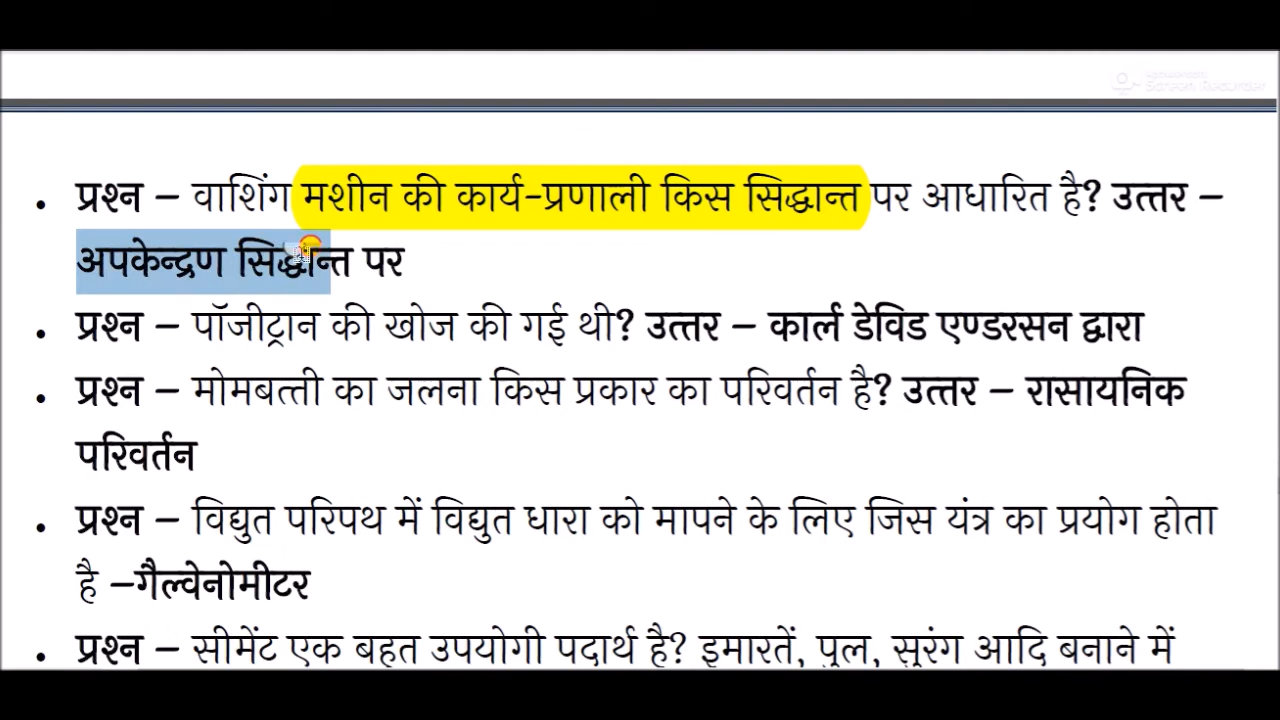 Screen Recorder
• प्रश्न – वाशिंग मशीन की कार्य-प्रणाली किस सिद्धान्त पर आधारित है? उत्तर –
अपकेन्द्रण सिद्धान्त पर
• प्रश्न – पॉजीट्रान की खोज की गई थी? उत्तर – कार्ल डेविड एण्डरसन द्वारा
• प्रश्न – मोमबत्ती का जलना किस प्रकार का परिवर्तन है? उत्तर – रासायनिक
परिवर्तन
• प्रश्न – विद्युत परिपथ में विद्युत धारा को मापने के लिए जिस यंत्र का प्रयोग होता
है –गैल्वेनोमीटर
• प्रश्न – सीमेंट एक बहुत उपयोगी पदार्थ है? इमारतें, पुल, सुरंग आदि बनाने में